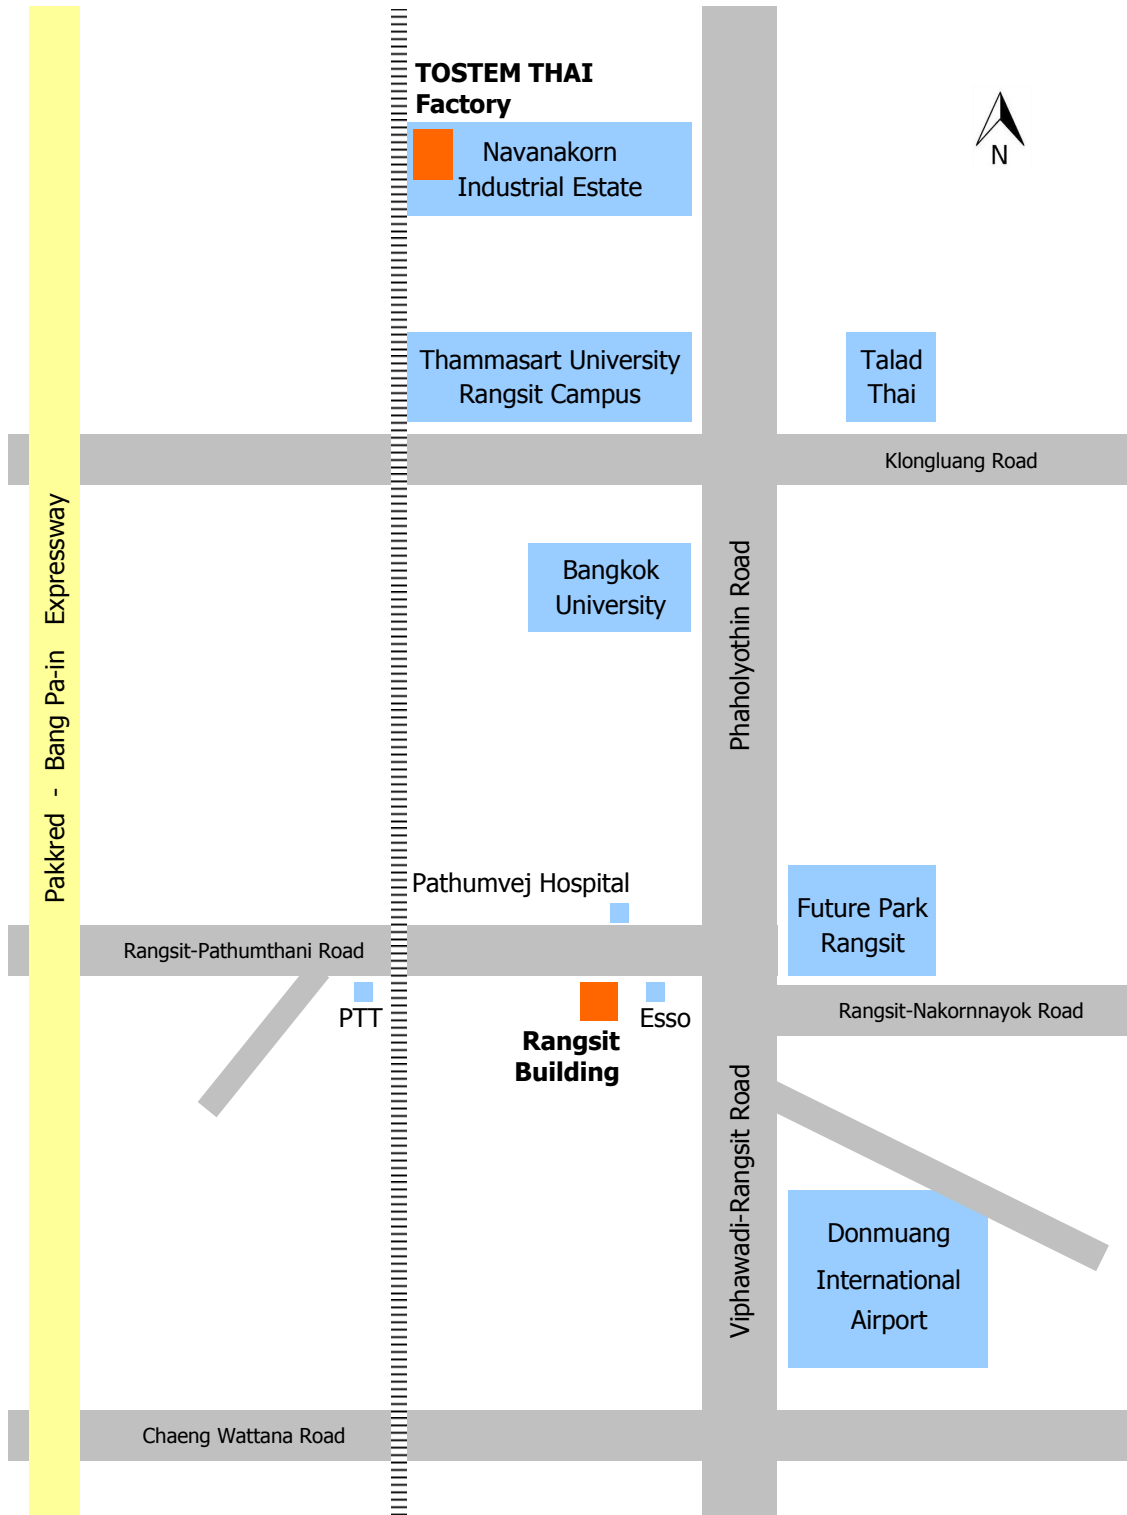 TOSTEM THAI
Factory
Navanakorn
Industrial Estate
N
Thammasart University
Rangsit Campus
Talad
Thai
Klongluang Road
Pakkred - Bang Pa-in Expressway
Bangkok
University
Phaholyothin Road
Pathumvej Hospital
Future Park
Rangsit
Rangsit-Pathumthani Road
PTT
Esso
Rangsit-Nakornnayok Road
Rangsit
Building
Viphawadi-Rangsit Road
Donmuang
International
Airport
Chaeng Wattana Road